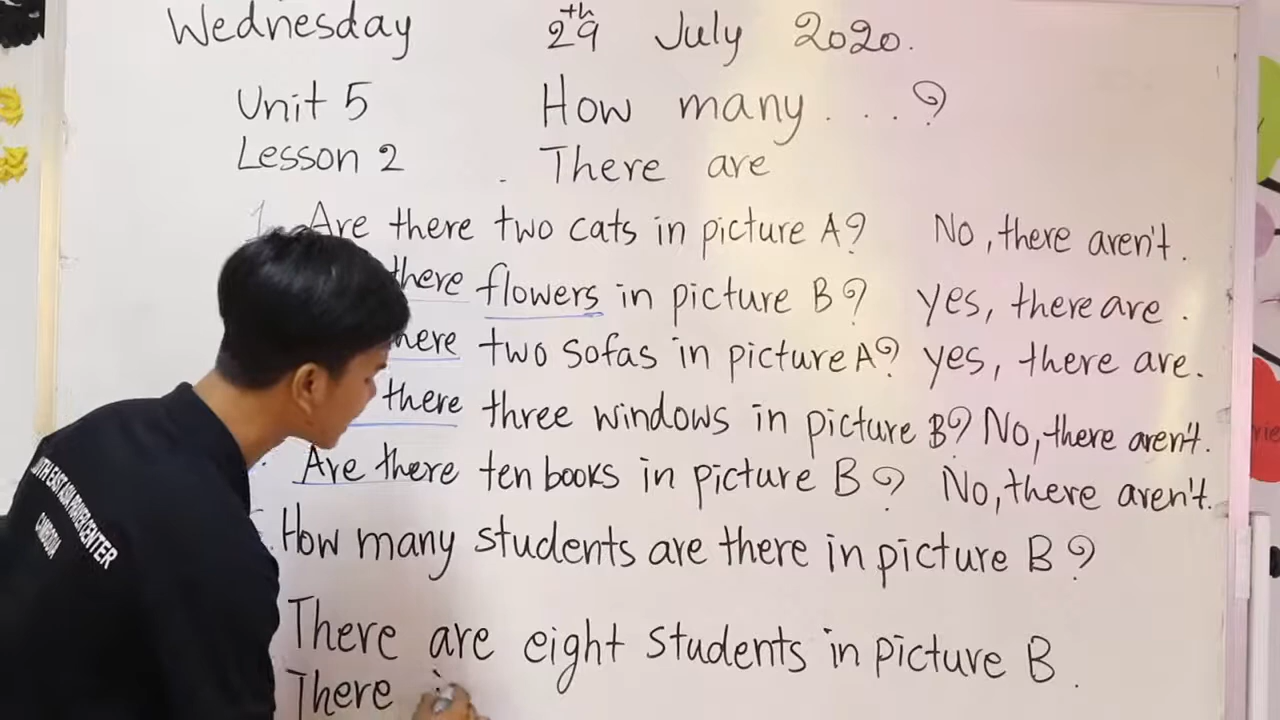 Wednesday 29th July 2020.
Unit 5 How many ... ?
Lesson 2 There are
1. Are there two cats in picture A? No, there aren't.
there flowers in picture B? yes, there are.
here two sofas in picture A? yes, there are.
there three windows in picture B? No, there aren't.
Are there ten books in picture B? No, there aren't.
How many students are there in picture B?
There are eight students in picture B.
There
EAST ASIA PRAYER CENTER
CAMBODIA